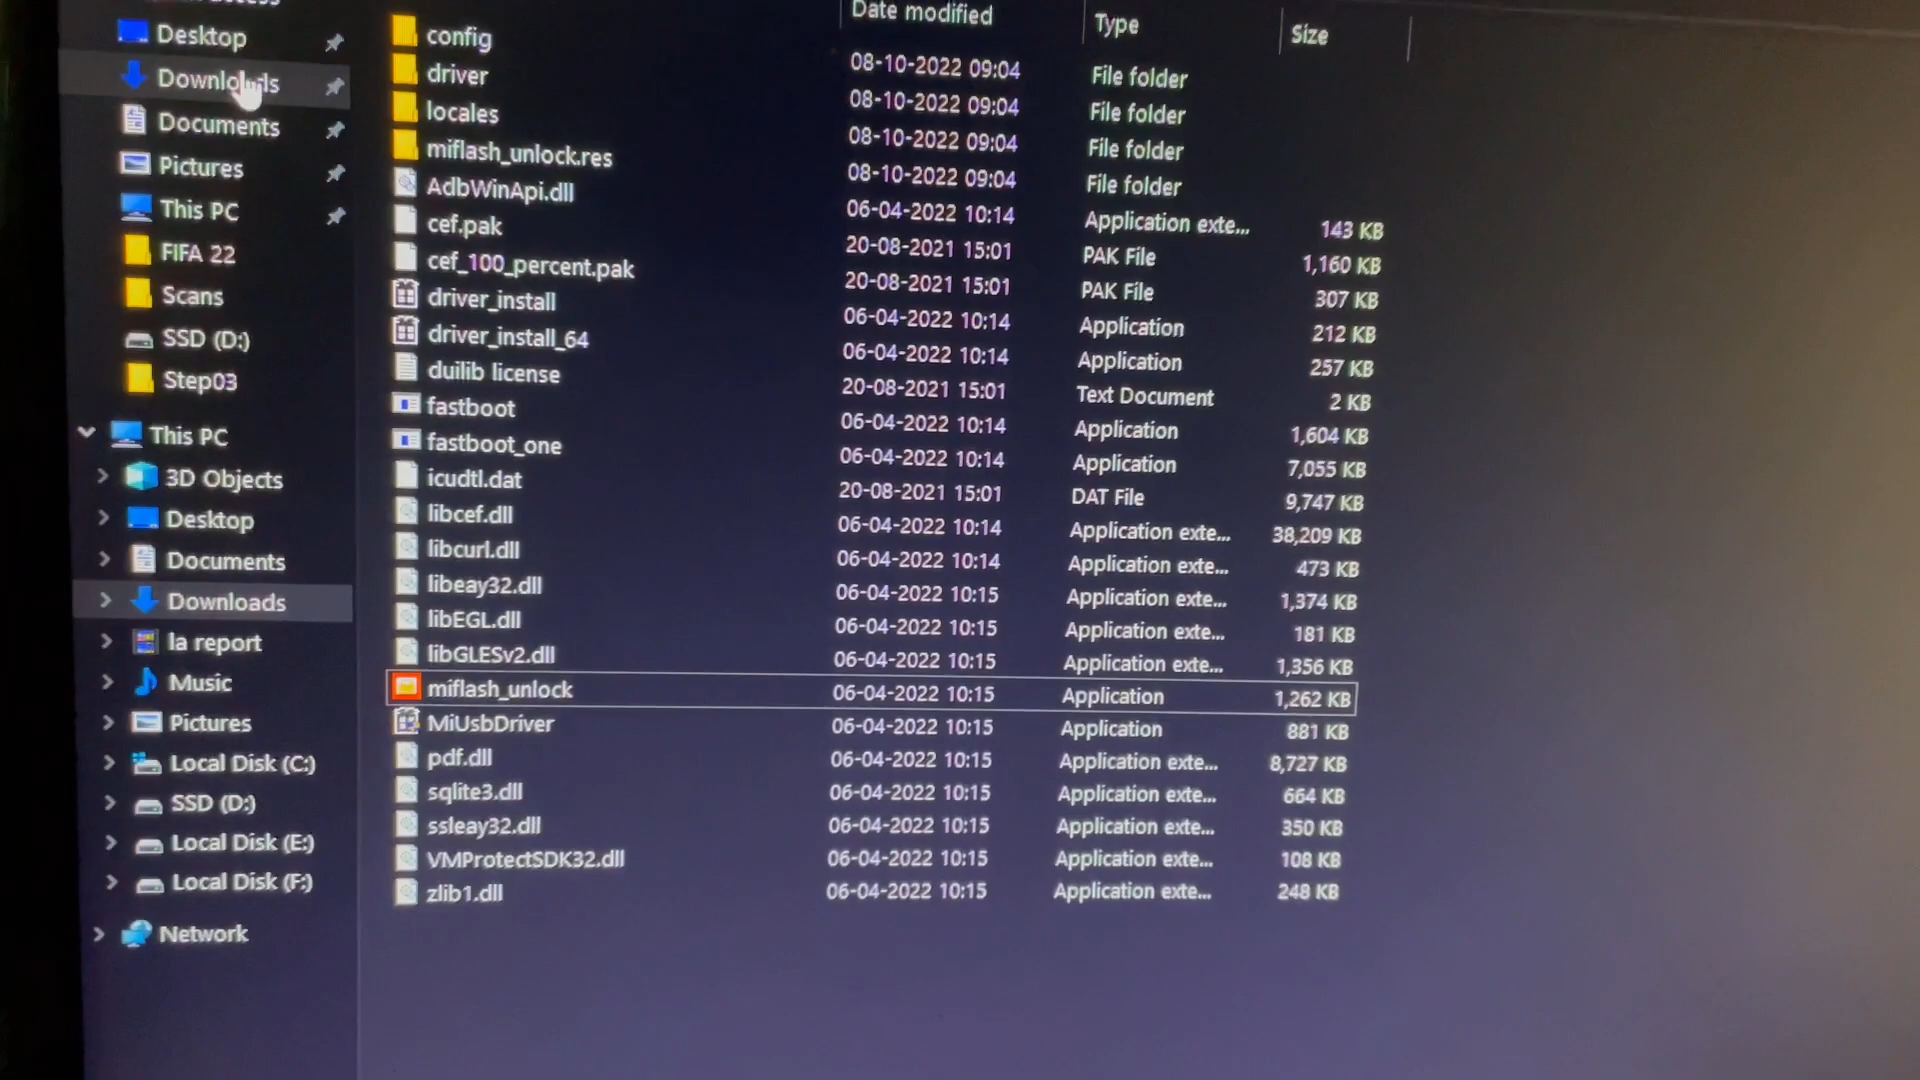 Date modified Type Size
Desktop
Downloads
Documents
Pictures
This PC
FIFA 22
Scans
SSD (D:)
Step03
This PC
3D Objects
Desktop
Documents
Downloads
la report
Music
Pictures
Local Disk (C:)
SSD (D:)
Local Disk (E:)
Local Disk (F:)
Network
config 08-10-2022 09:04 File folder
driver 08-10-2022 09:04 File folder
locales 08-10-2022 09:04 File folder
miflash_unlock.res 08-10-2022 09:04 File folder
AdbWinApi.dll 06-04-2022 10:14 Application exte... 143 KB
cef.pak 20-08-2021 15:01 PAK File 1,160 KB
cef_100_percent.pak 20-08-2021 15:01 PAK File 307 KB
driver_install 06-04-2022 10:14 Application 212 KB
driver_install_64 06-04-2022 10:14 Application 257 KB
duilib license 20-08-2021 15:01 Text Document 2 KB
fastboot 06-04-2022 10:14 Application 1,604 KB
fastboot_one 06-04-2022 10:14 Application 7,055 KB
icudtl.dat 20-08-2021 15:01 DAT File 9,747 KB
libcef.dll 06-04-2022 10:14 Application exte... 38,209 KB
libcurl.dll 06-04-2022 10:14 Application exte... 473 KB
libeay32.dll 06-04-2022 10:15 Application exte... 1,374 KB
libEGL.dll 06-04-2022 10:15 Application exte... 181 KB
libGLESv2.dll 06-04-2022 10:15 Application exte... 1,356 KB
miflash_unlock 06-04-2022 10:15 Application 1,262 KB
MiUsbDriver 06-04-2022 10:15 Application 881 KB
pdf.dll 06-04-2022 10:15 Application exte... 8,727 KB
sqlite3.dll 06-04-2022 10:15 Application exte... 664 KB
ssleay32.dll 06-04-2022 10:15 Application exte... 350 KB
VMProtectSDK32.dll 06-04-2022 10:15 Application exte... 108 KB
zlib1.dll 06-04-2022 10:15 Application exte... 248 KB